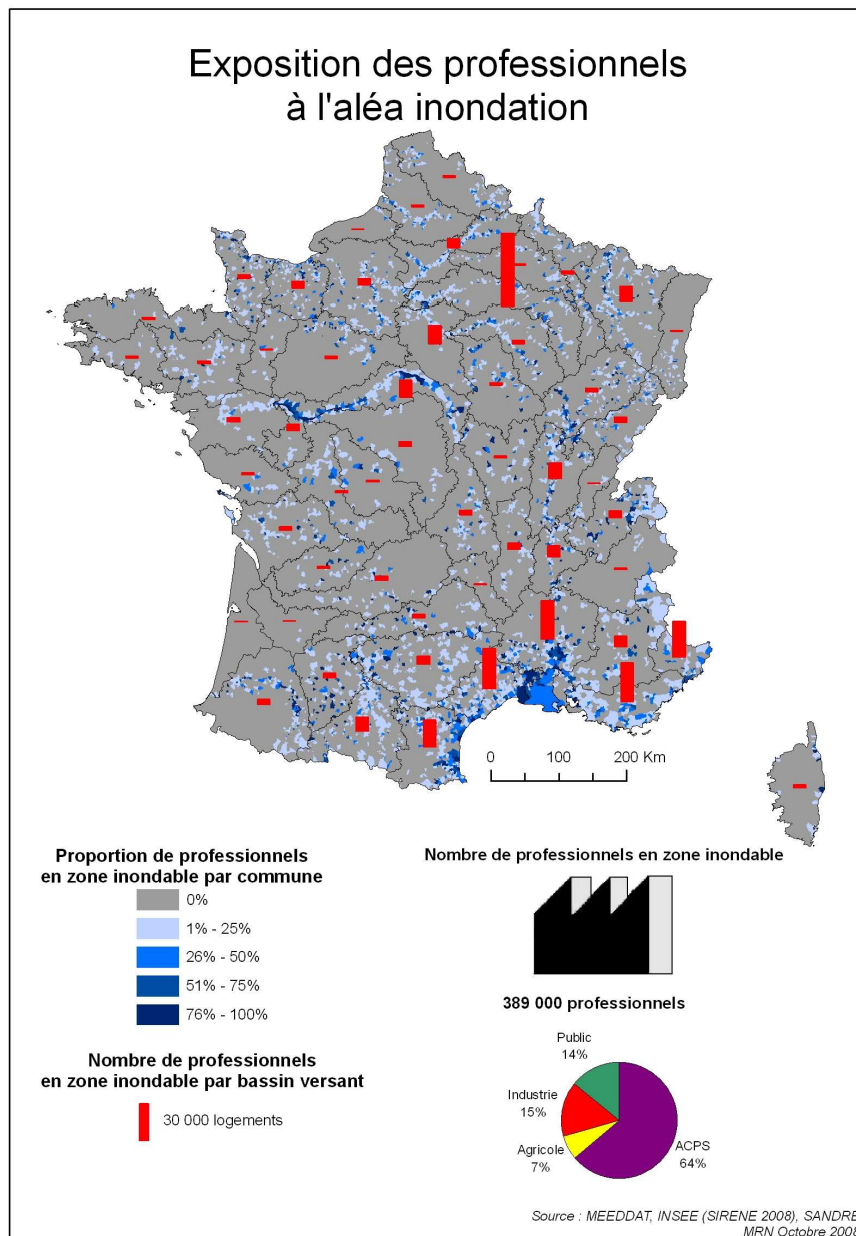 Exposition des professionnels
à l'aléa inondation
0 100 200 Km
Proportion de professionnels
en zone inondable par commune
0%
1% - 25%
26% - 50%
51% - 75%
76% - 100%
Nombre de professionnels
en zone inondable par bassin versant
30 000 logements
Nombre de professionnels en zone inondable
389 000 professionnels
Public
14%
Industrie
15%
Agricole
7%
ACPS
64%
Source : MEEDDAT, INSEE (SIRENE 2008), SANDRE
MRN Octobre 2008